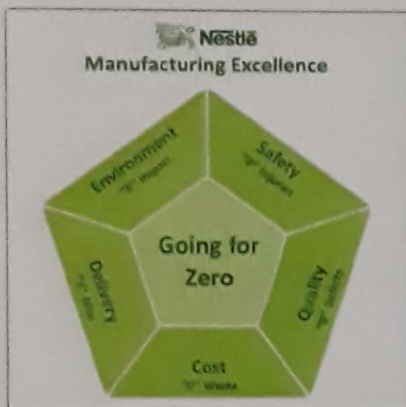 Nestlé
Manufacturing Excellence
Environment
"0" Impact
Safety
"0" Injuries
Going for
Zero
Delivery
Quality
"0" Defects
Cost
"0" Waste